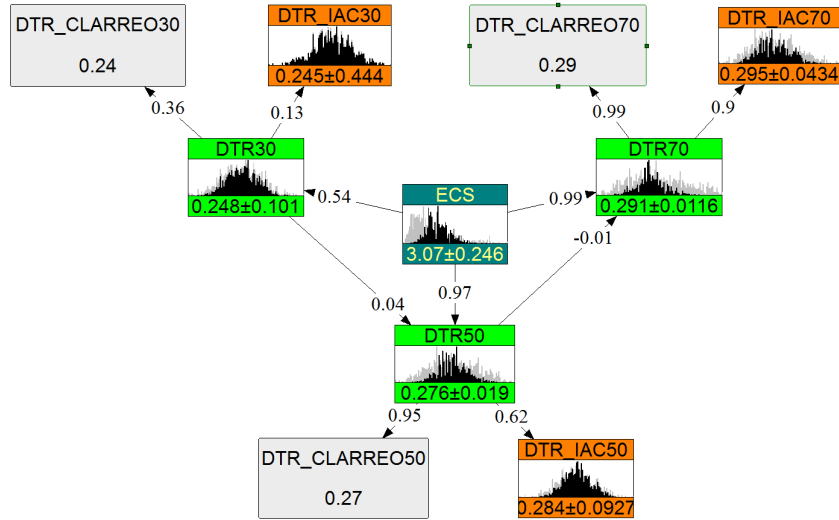 DTR_CLARREO30
0.24
DTR_IAC30
0.245±0.444
DTR_CLARREO70
0.29
DTR_IAC70
0.295±0.0434
0.36
0.13
0.99
0.9
DTR30
0.248±0.101
DTR70
0.291±0.0116
0.54
ECS
3.07±0.246
0.99
-0.01
0.04
0.97
DTR50
0.276±0.019
0.95
0.62
DTR_CLARREO50
0.27
DTR_IAC50
0.284±0.0927